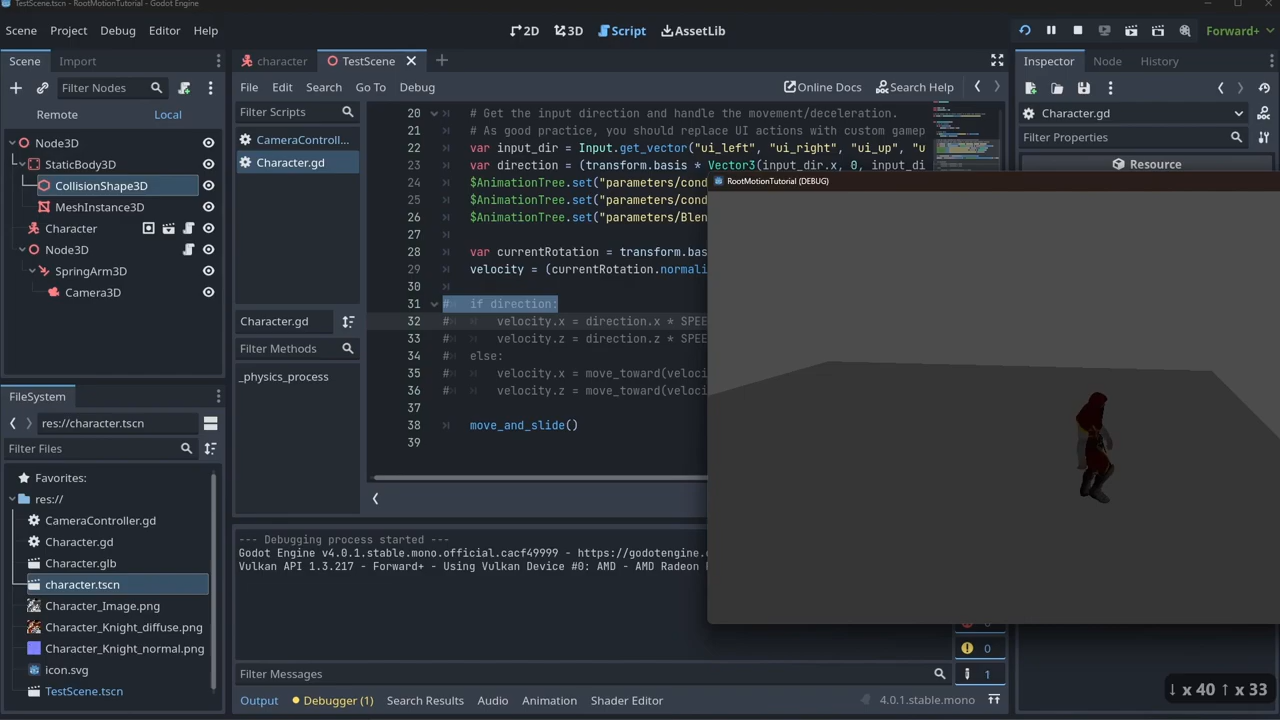 TestScene.tscn - RootMotionTutorial - Godot Engine
Scene Project Debug Editor Help
2D 3D Script AssetLib
Forward+
Scene Import
character TestScene
Inspector Node History
Filter Nodes
File Edit Search Go To Debug
Online Docs Search Help
Remote Local
Filter Scripts
Character.gd
Filter Properties
Resource
Node3D
StaticBody3D
CollisionShape3D
MeshInstance3D
Character
Node3D
SpringArm3D
Camera3D
CameraControll...
Character.gd
Character.gd
Filter Methods
_physics_process
20 # Get the input direction and handle the movement/deceleration.
21 # As good practice, you should replace UI actions with custom gamep
22 var input_dir = Input.get_vector("ui_left", "ui_right", "ui_up", "u
23 var direction = (transform.basis * Vector3(input_dir.x, 0, input_di
24 $AnimationTree.set("parameters/cond
25 $AnimationTree.set("parameters/cond
26 $AnimationTree.set("parameters/Blen
27
28 var currentRotation = transform.bas
29 velocity = (currentRotation.normali
30
31 # if direction:
32 # velocity.x = direction.x * SPEE
33 # velocity.z = direction.z * SPEE
34 # else:
35 # velocity.x = move_toward(veloci
36 # velocity.z = move_toward(veloci
37
38 move_and_slide()
39
RootMotionTutorial (DEBUG)
FileSystem
res://character.tscn
Filter Files
Favorites:
res://
CameraController.gd
Character.gd
Character.glb
character.tscn
Character_Image.png
Character_Knight_diffuse.png
Character_Knight_normal.png
icon.svg
TestScene.tscn
--- Debugging process started ---
Godot Engine v4.0.1.stable.mono.official.cacf49999 - https://godotengine.
Vulkan API 1.3.217 - Forward+ - Using Vulkan Device #0: AMD - AMD Radeon
0
1
Filter Messages
Output Debugger (1) Search Results Audio Animation Shader Editor
4.0.1.stable.mono
↓ x 40 ↑ x 33